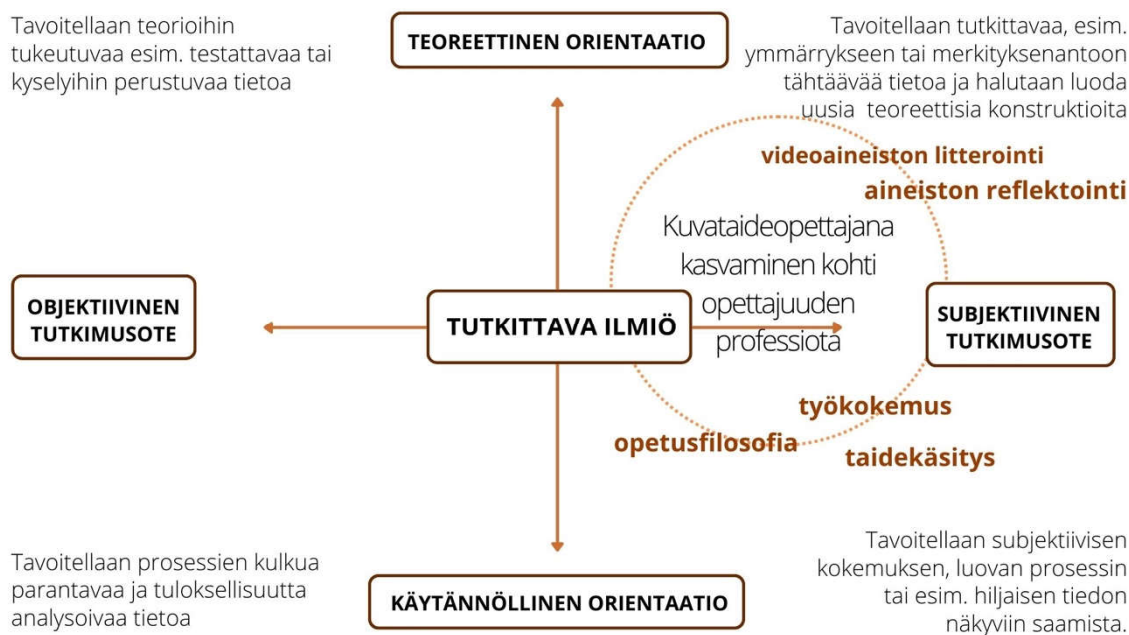 Tavoitellaan teorioihin
tukeutuvaa esim. testattavaa tai
kyselyihin perustuvaa tietoa
TEOREETTINEN ORIENTAATIO
Tavoitellaan tutkittavaa, esim.
ymmärrykseen tai merkityksenantoon
tähtäävää tietoa ja halutaan luoda
uusia teoreettisia konstruktioita
videoaineiston litterointi
aineiston reflektointi
Kuvataideopettajana
kasvaminen kohti
opettajuuden
professiota
OBJEKTIIVINEN
TUTKIMUSOTE
TUTKITTAVA ILMIÖ
SUBJEKTIIVINEN
TUTKIMUSOTE
työkokemus
opetusfilosofia
taidekäsitys
Tavoitellaan prosessien kulkua
parantavaa ja tuloksellisuutta
analysoivaa tietoa
KÄYTÄNNÖLLINEN ORIENTAATIO
Tavoitellaan subjektiivisen
kokemuksen, luovan prosessin
tai esim. hiljaisen tiedon
näkyviin saamista.